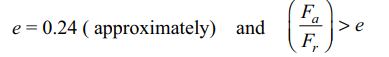 e = 0.24 ( approximately) and (F_a / F_r) > e